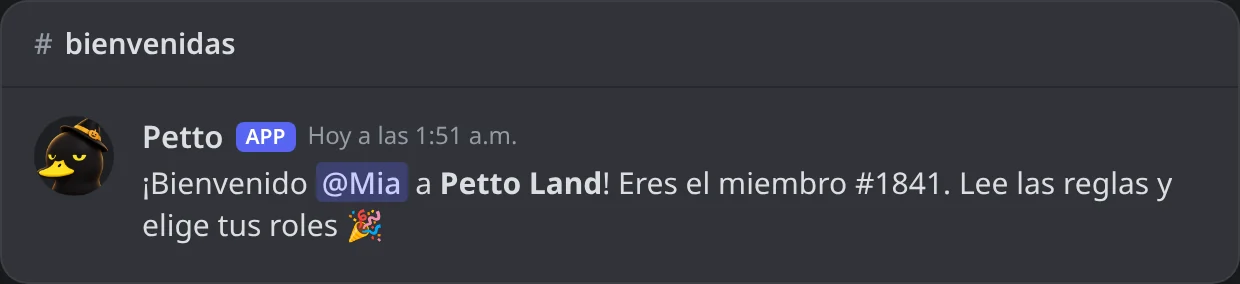 # bienvenidas
Petto APP Hoy a las 1:51 a.m.
¡Bienvenido @Mia a Petto Land! Eres el miembro #1841. Lee las reglas y
elige tus roles 🎉